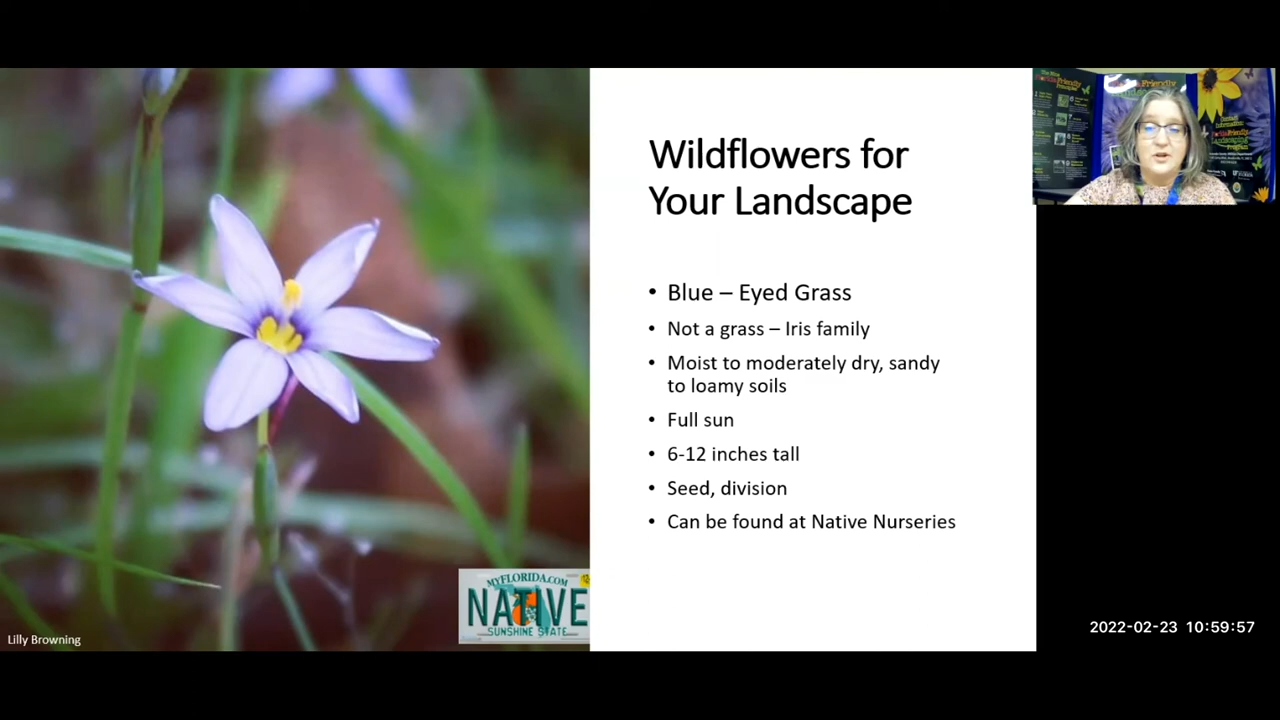 Wildflowers for
Your Landscape
• Blue – Eyed Grass
• Not a grass – Iris family
• Moist to moderately dry, sandy
to loamy soils
• Full sun
• 6-12 inches tall
• Seed, division
• Can be found at Native Nurseries
MYFLORIDA.COM
NATIVE
SUNSHINE STATE
Lilly Browning
2022-02-23 10:59:57